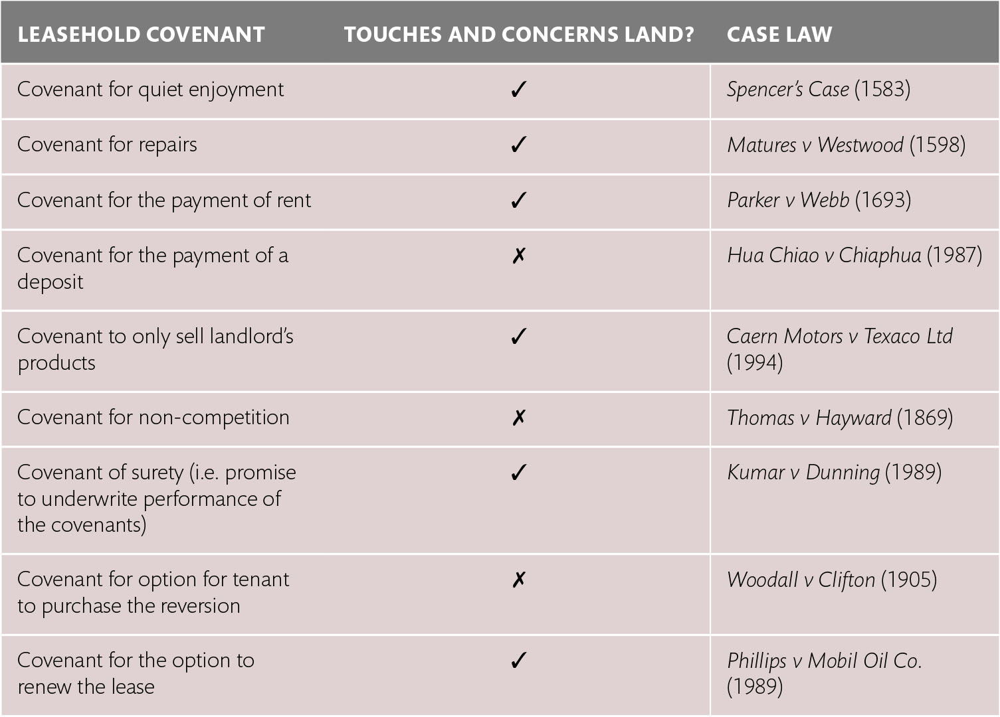 LEASEHOLD COVENANT TOUCHES AND CONCERNS LAND? CASE LAW
Covenant for quiet enjoyment ✓ Spencer’s Case (1583)
Covenant for repairs ✓ Matures v Westwood (1598)
Covenant for the payment of rent ✓ Parker v Webb (1693)
Covenant for the payment of a ✗ Hua Chiao v Chiaphua (1987)
deposit
Covenant to only sell landlord’s ✓ Caern Motors v Texaco Ltd
products (1994)
Covenant for non-competition ✗ Thomas v Hayward (1869)
Covenant of surety (i.e. promise ✓ Kumar v Dunning (1989)
to underwrite performance of
the covenants)
Covenant for option for tenant ✗ Woodall v Clifton (1905)
to purchase the reversion
Covenant for the option to ✓ Phillips v Mobil Oil Co.
renew the lease (1989)